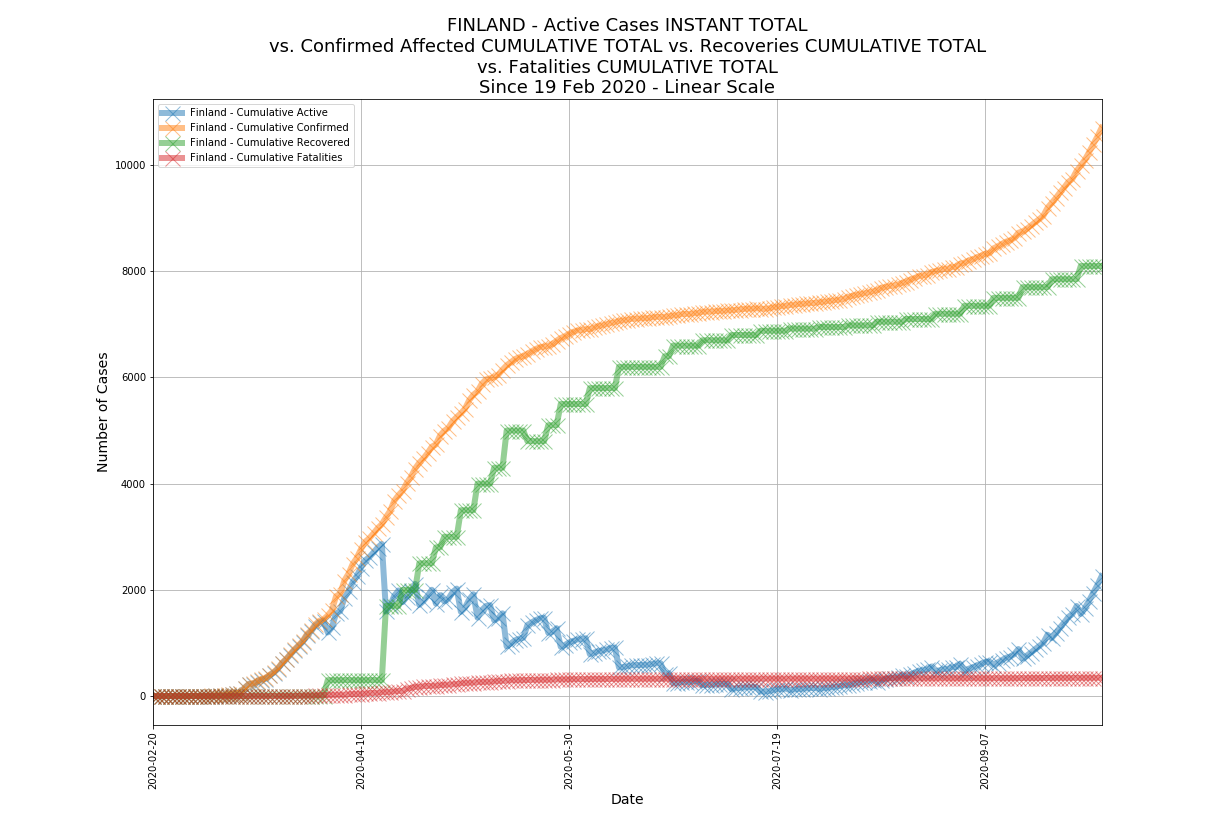 FINLAND - Active Cases INSTANT TOTAL
vs. Confirmed Affected CUMULATIVE TOTAL vs. Recoveries CUMULATIVE TOTAL
vs. Fatalities CUMULATIVE TOTAL
Since 19 Feb 2020 - Linear Scale
Finland - Cumulative Active
Finland - Cumulative Confirmed
Finland - Cumulative Recovered
Finland - Cumulative Fatalities
Number of Cases
10000
8000
6000
4000
2000
0
2020-02-20
2020-04-10
2020-05-30
2020-07-19
2020-09-07
Date